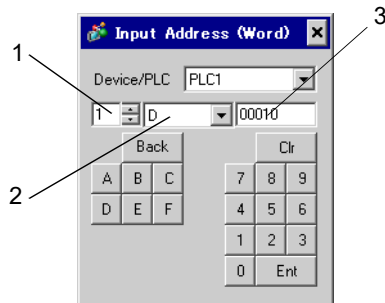 1
3
Input Address (Word)
Device/PLC PLC1
1 D 00010
2
Back Clr
A B C 7 8 9
D E F 4 5 6
1 2 3
0 Ent